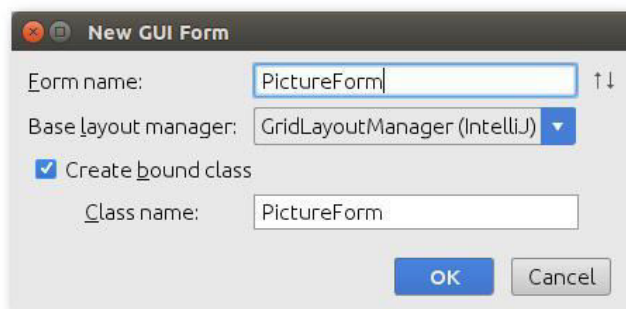 New GUI Form
Form name: PictureForm
Base layout manager: GridLayoutManager (IntelliJ)
Create bound class
Class name: PictureForm
OK Cancel